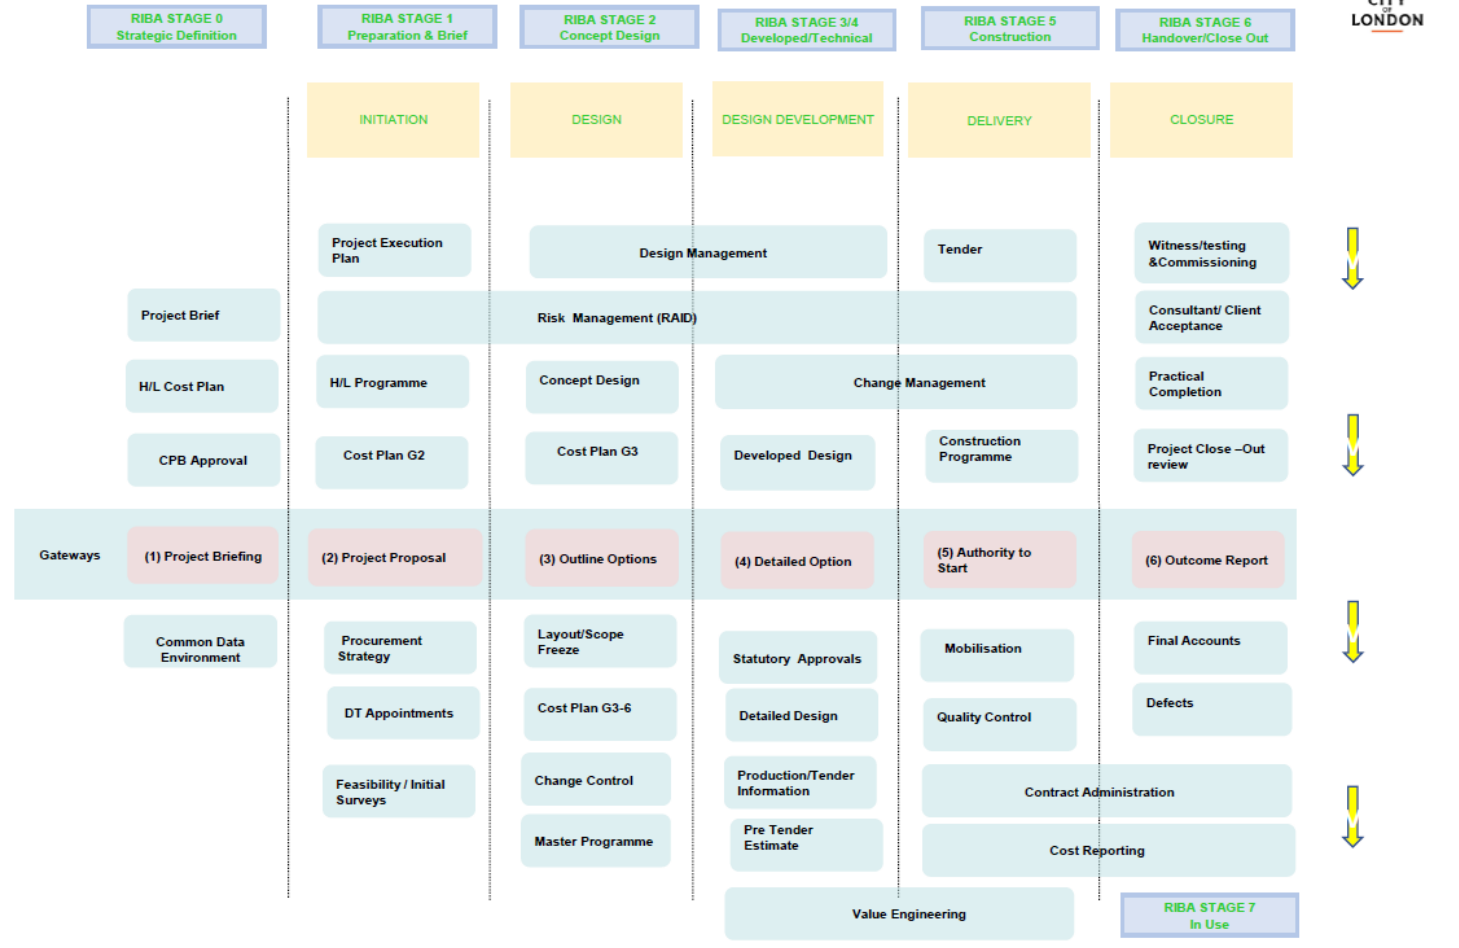 CITY
OF
LONDON
RIBA STAGE 0
Strategic Definition
RIBA STAGE 1
Preparation & Brief
RIBA STAGE 2
Concept Design
RIBA STAGE 3/4
Developed/Technical
RIBA STAGE 5
Construction
RIBA STAGE 6
Handover/Close Out
INITIATION
DESIGN
DESIGN DEVELOPMENT
DELIVERY
CLOSURE
Project Execution
Plan
Design Management
Tender
Witness/testing
&Commissioning
Project Brief
Risk Management (RAID)
Consultant/ Client
Acceptance
H/L Cost Plan
H/L Programme
Concept Design
Change Management
Practical
Completion
CPB Approval
Cost Plan G2
Cost Plan G3
Developed Design
Construction
Programme
Project Close –Out
review
Gateways
(1) Project Briefing
(2) Project Proposal
(3) Outline Options
(4) Detailed Option
(5) Authority to
Start
(6) Outcome Report
Common Data
Environment
Procurement
Strategy
Layout/Scope
Freeze
Statutory Approvals
Mobilisation
Final Accounts
DT Appointments
Cost Plan G3-6
Detailed Design
Quality Control
Defects
Feasibility / Initial
Surveys
Change Control
Production/Tender
Information
Contract Administration
Master Programme
Pre Tender
Estimate
Cost Reporting
Value Engineering
RIBA STAGE 7
In Use